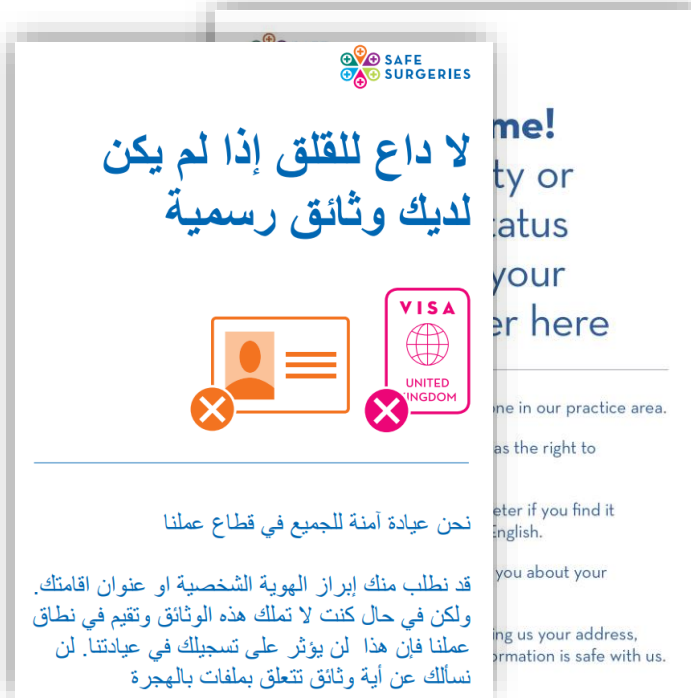 SAFE
SURGERIES
لا داع للقلق إذا لم يكن
لديك وثائق رسمية
VISA
UNITED
INGDOM
نحن عيادة آمنة للجميع في قطاع عملنا
قد نطلب منك إبراز الهوية الشخصية او عنوان اقامتك.
ولكن في حال كنت لا تملك هذه الوثائق وتقيم في نطاق
عملنا فإن هذا لن يؤثر على تسجيلك في عيادتنا. لن
نسألك عن أية وثائق تتعلق بملفات بالهجرة
me!
ty or
atus
your
er here
one in our practice area.
as the right to
eter if you find it
English.
you about your
ing us your address,
ormation is safe with us.